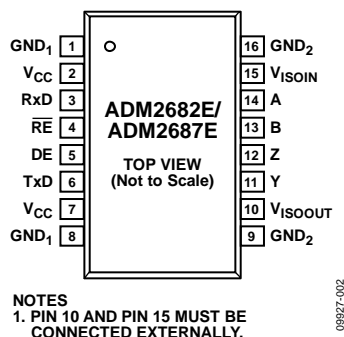 GND1 1
VCC 2
RxD 3
RE 4
DE 5
TxD 6
VCC 7
GND1 8
ADM2682E/
ADM2687E
TOP VIEW
(Not to Scale)
16 GND2
15 VISOIN
14 A
13 B
12 Z
11 Y
10 VISOOUT
9 GND2
NOTES
1. PIN 10 AND PIN 15 MUST BE
CONNECTED EXTERNALLY.
09927-002